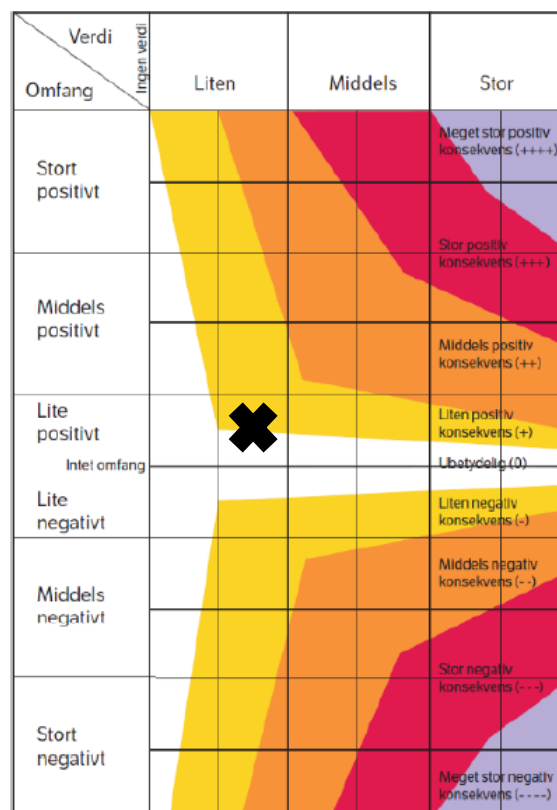 Verdi
Ingen verdi
Omfang
Liten
Middels
Stor
Stort
positivt
Meget stor positiv
konsekvens (++++)
Stor positiv
konsekvens (+++)
Middels
positivt
Middels positiv
konsekvens (++)
Lite
positivt
Liten positiv
konsekvens (+)
Intet omfang
Ubetydelig (0)
Lite
negativt
Liten negativ
konsekvens (-)
Middels
negativt
Middels negativ
konsekvens (- -)
Stor negativ
konsekvens (- - -)
Stort
negativt
Meget stor negativ
konsekvens (- - - -)